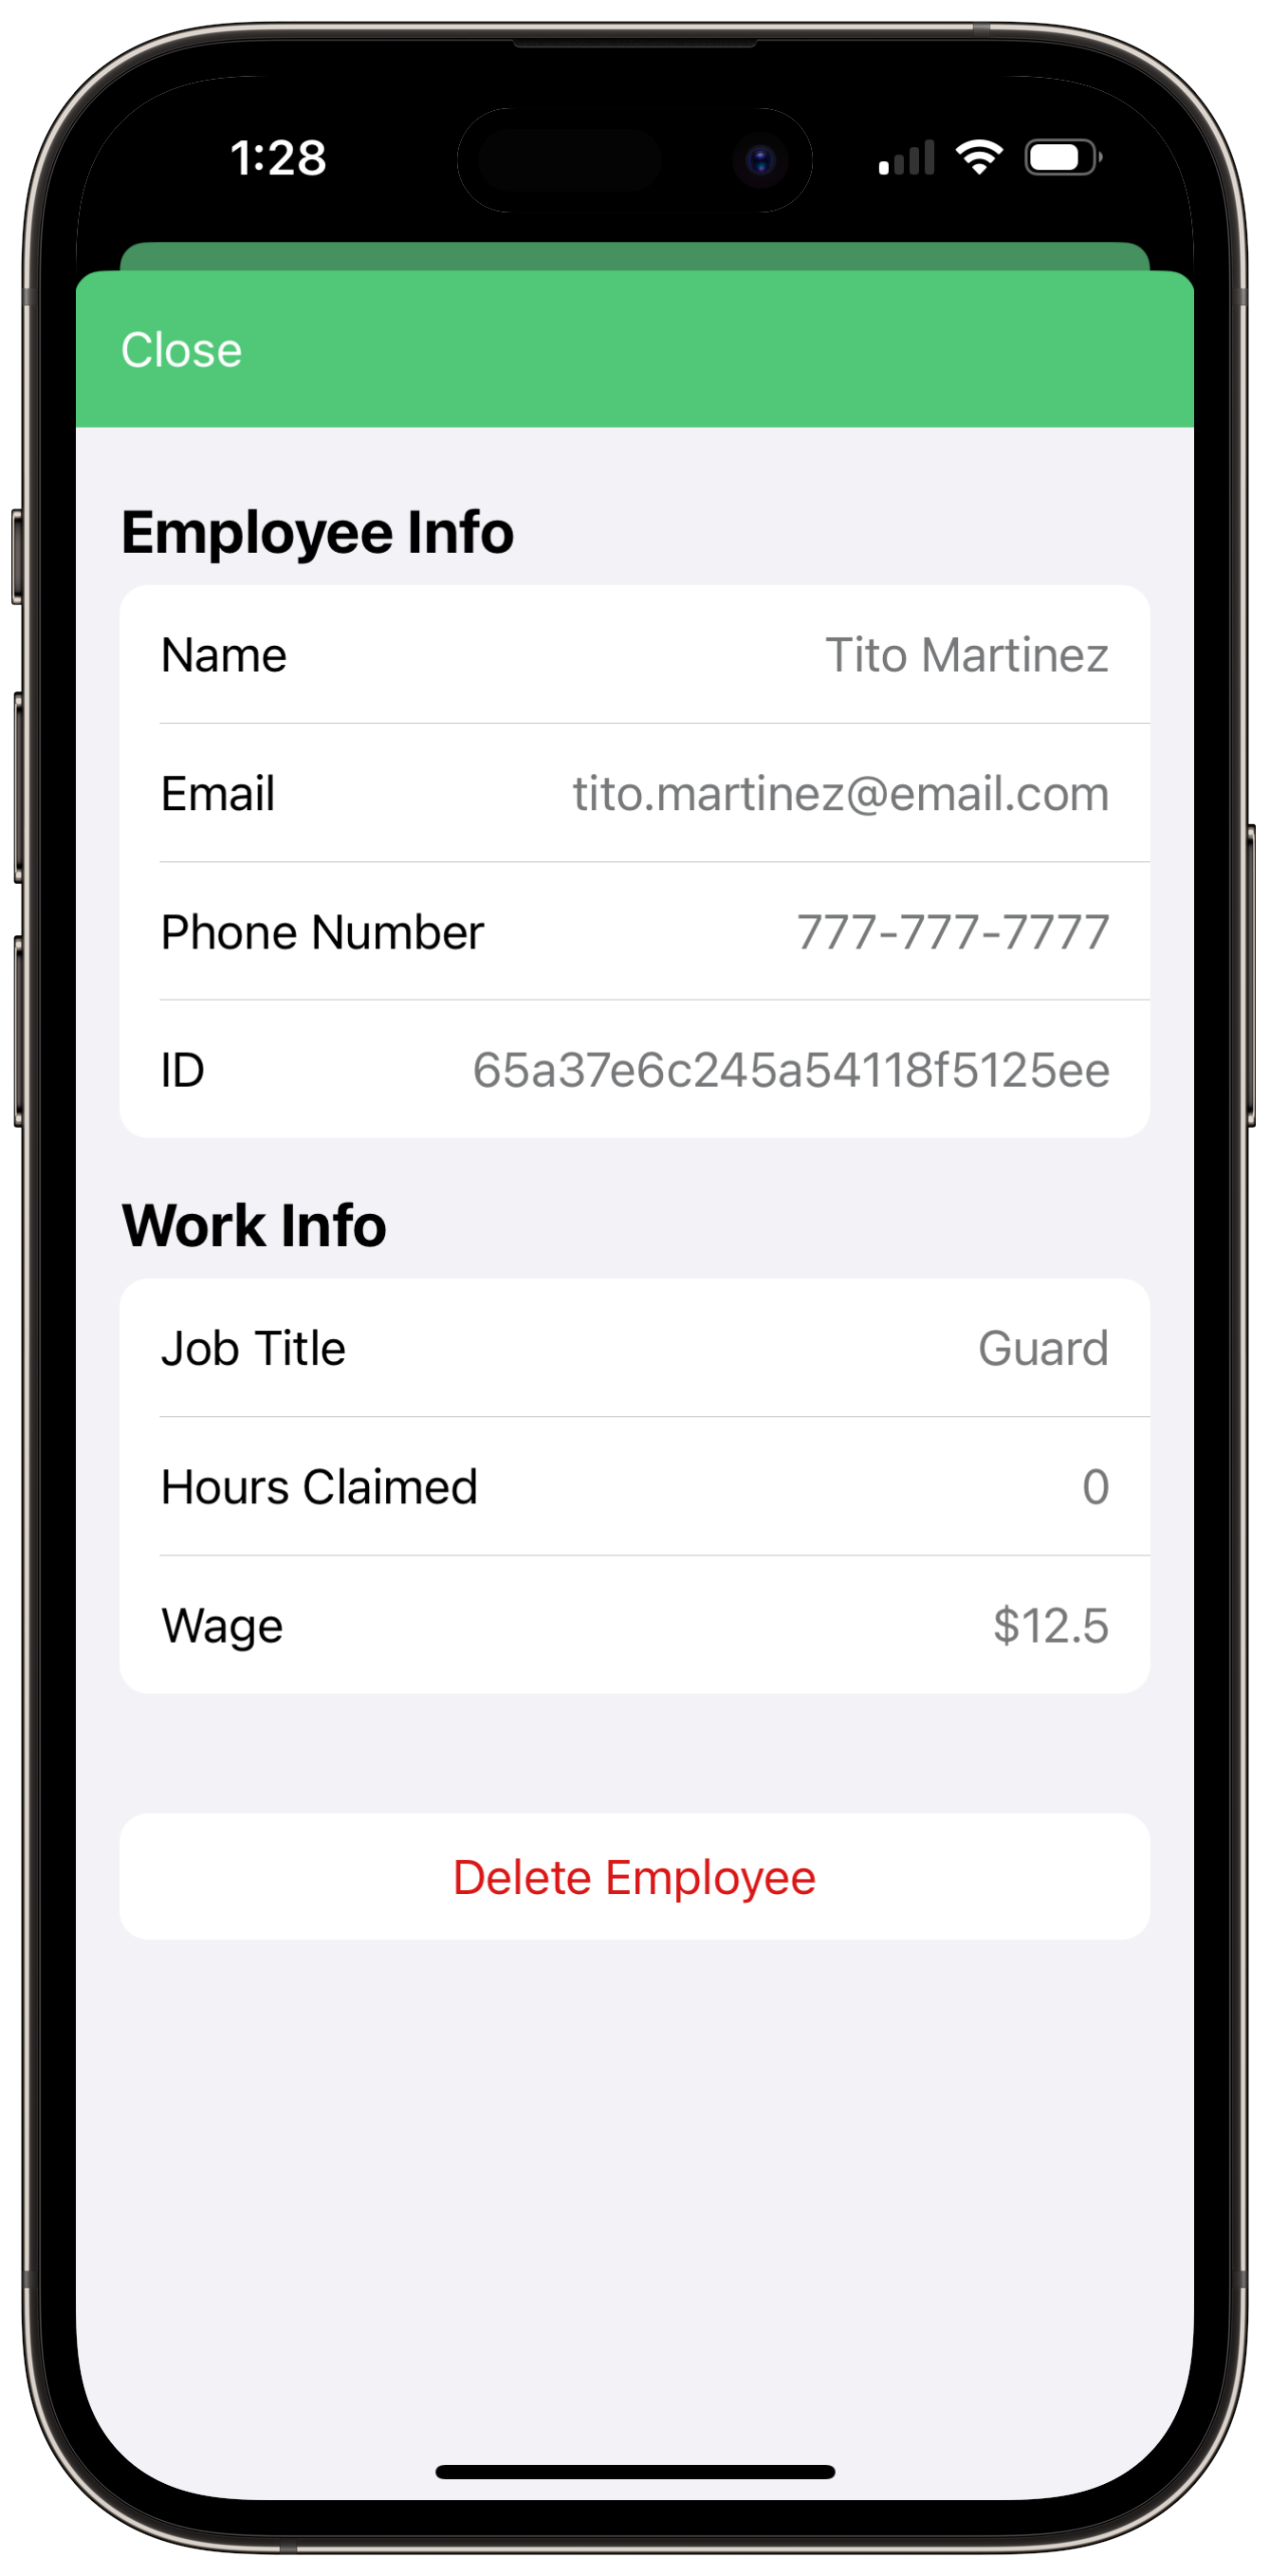 1:28
Close
Employee Info
Name Tito Martinez
Email tito.martinez@email.com
Phone Number 777-777-7777
ID 65a37e6c245a54118f5125ee
Work Info
Job Title Guard
Hours Claimed 0
Wage $12.5
Delete Employee